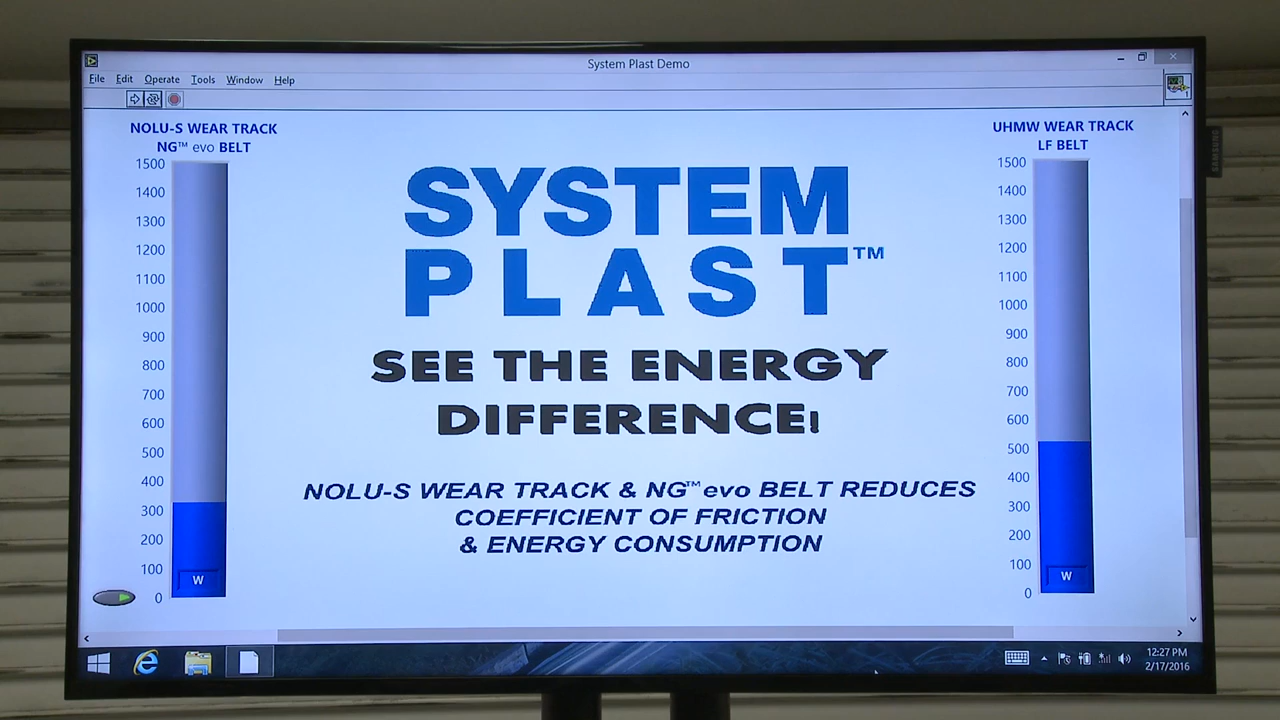 System Plast Demo
File Edit Operate Tools Window Help
NOLU-S WEAR TRACK
NG™ evo BELT
1500
1400
1300
1200
1100
1000
900
800
700
600
500
400
300
200
100
0
W
SYSTEM
PLAST™
SEE THE ENERGY
DIFFERENCE!
NOLU-S WEAR TRACK & NG™evo BELT REDUCES
COEFFICIENT OF FRICTION
& ENERGY CONSUMPTION
UHMW WEAR TRACK
LF BELT
1500
1400
1300
1200
1100
1000
900
800
700
600
500
400
300
200
100
0
W
SAMSUNG
12:27 PM
2/17/2016